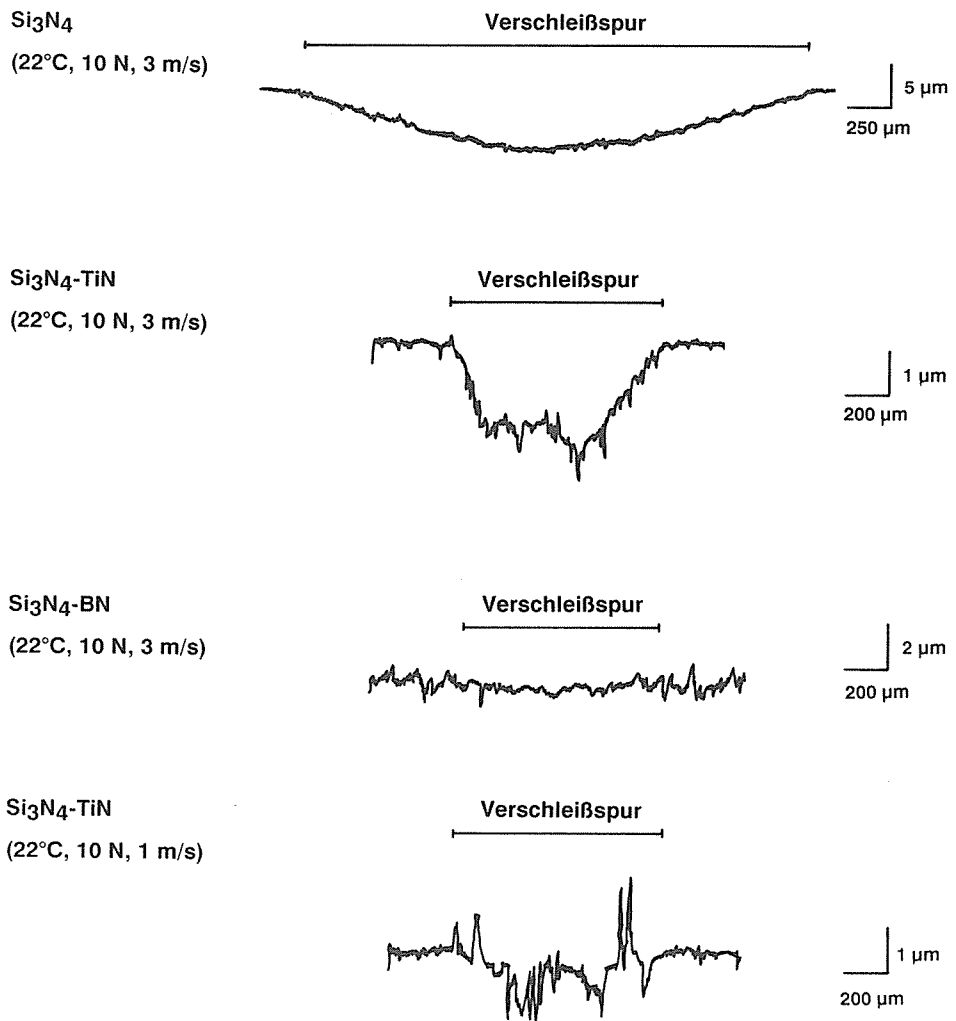 Si3N4
(22°C, 10 N, 3 m/s)
Verschleißspur
5 µm
250 µm
Si3N4-TiN
(22°C, 10 N, 3 m/s)
Verschleißspur
1 µm
200 µm
Si3N4-BN
(22°C, 10 N, 3 m/s)
Verschleißspur
2 µm
200 µm
Si3N4-TiN
(22°C, 10 N, 1 m/s)
Verschleißspur
1 µm
200 µm